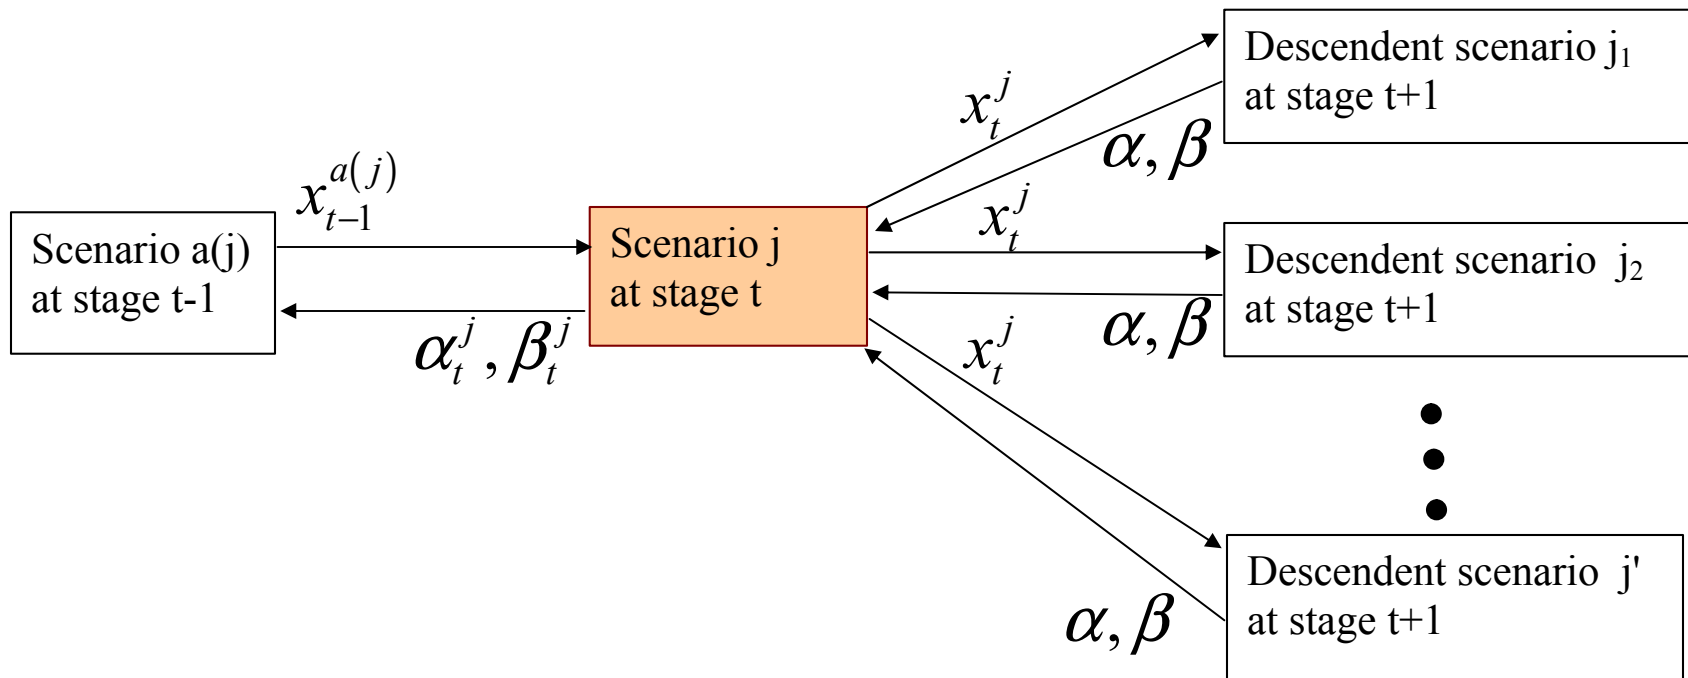 Descendent scenario j₁
at stage t+1
x_t^j
α, β
x_{t-1}^{a(j)}
Scenario a(j)
at stage t-1
Scenario j
at stage t
x_t^j
Descendent scenario j₂
at stage t+1
α_t^j, β_t^j
α, β
x_t^j
Descendent scenario j'
at stage t+1
α, β